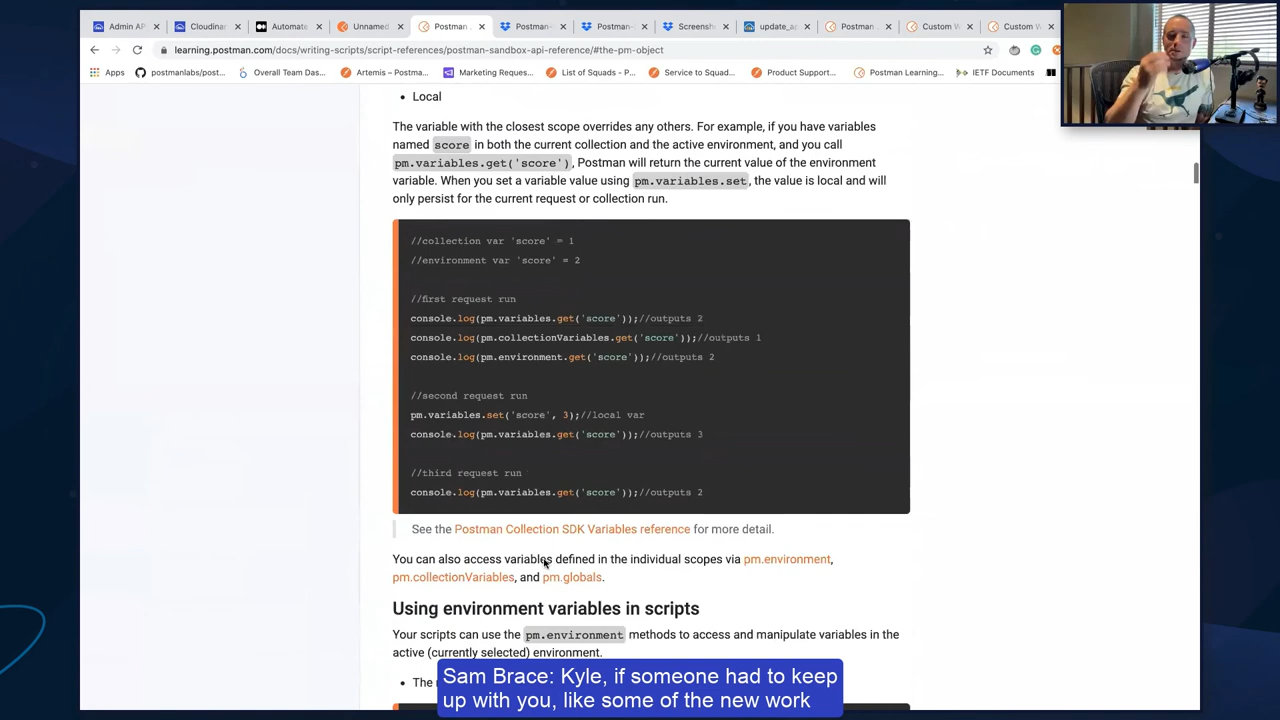 Admin AP
Cloudinar
Automate
Unnamed
Postman
Postman-
Postman-
Screensh
update_a
Postman
Custom W
Custom W
learning.postman.com/docs/writing-scripts/script-references/postman-sandbox-api-reference/#the-pm-object
Apps
postmanlabs/post...
Overall Team Das...
Artemis – Postma...
Marketing Reques...
List of Squads - P...
Service to Squad...
Product Support...
Postman Learning...
IETF Documents
• Local
The variable with the closest scope overrides any others. For example, if you have variables
named score in both the current collection and the active environment, and you call
pm.variables.get('score'), Postman will return the current value of the environment
variable. When you set a variable value using pm.variables.set, the value is local and will
only persist for the current request or collection run.
//collection var 'score' = 1
//environment var 'score' = 2
//first request run
console.log(pm.variables.get('score'));//outputs 2
console.log(pm.collectionVariables.get('score'));//outputs 1
console.log(pm.environment.get('score'));//outputs 2
//second request run
pm.variables.set('score', 3);//local var
console.log(pm.variables.get('score'));//outputs 3
//third request run
console.log(pm.variables.get('score'));//outputs 2
See the Postman Collection SDK Variables reference for more detail.
You can also access variables defined in the individual scopes via pm.environment,
pm.collectionVariables, and pm.globals.
Using environment variables in scripts
Your scripts can use the pm.environment methods to access and manipulate variables in the
active (currently selected) environment.
• The
Sam Brace: Kyle, if someone had to keep
up with you, like some of the new work